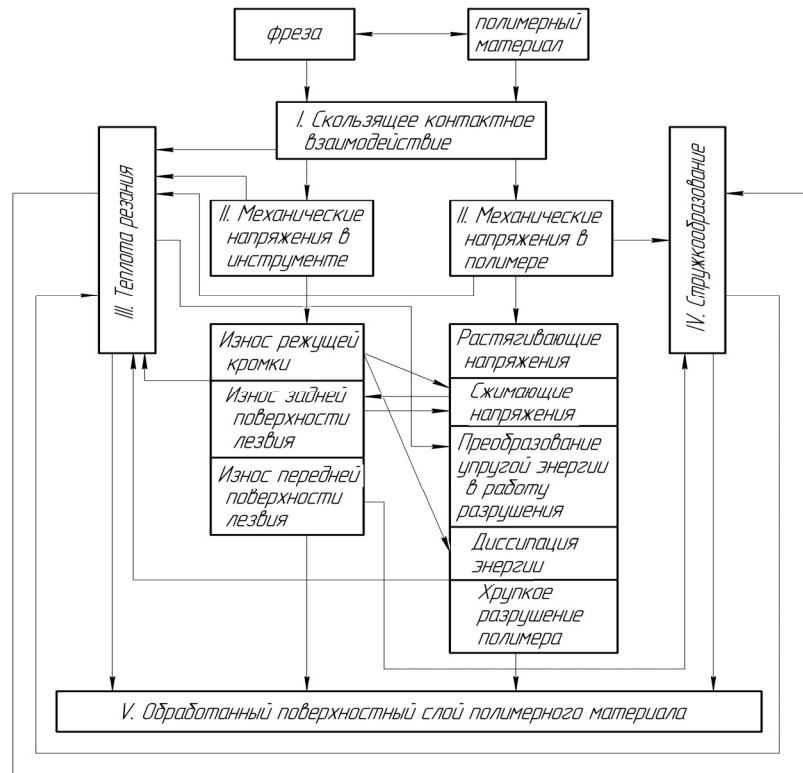 фреза
полимерный
материал
I. Скользящее контактное
взаимодействие
III. Теплота резания
II. Механические
напряжения в
инструменте
II. Механические
напряжения в
полимере
IV. Стружкообразование
Износ режущей
кромки
Износ задней
поверхности
лезвия
Износ передней
поверхности
лезвия
Растягивающие
напряжения
Сжимающие
напряжения
Преобразование
упругой энергии
в работу
разрушения
Диссипация
энергии
Хрупкое
разрушение
полимера
V. Обработанный поверхностный слой полимерного материала